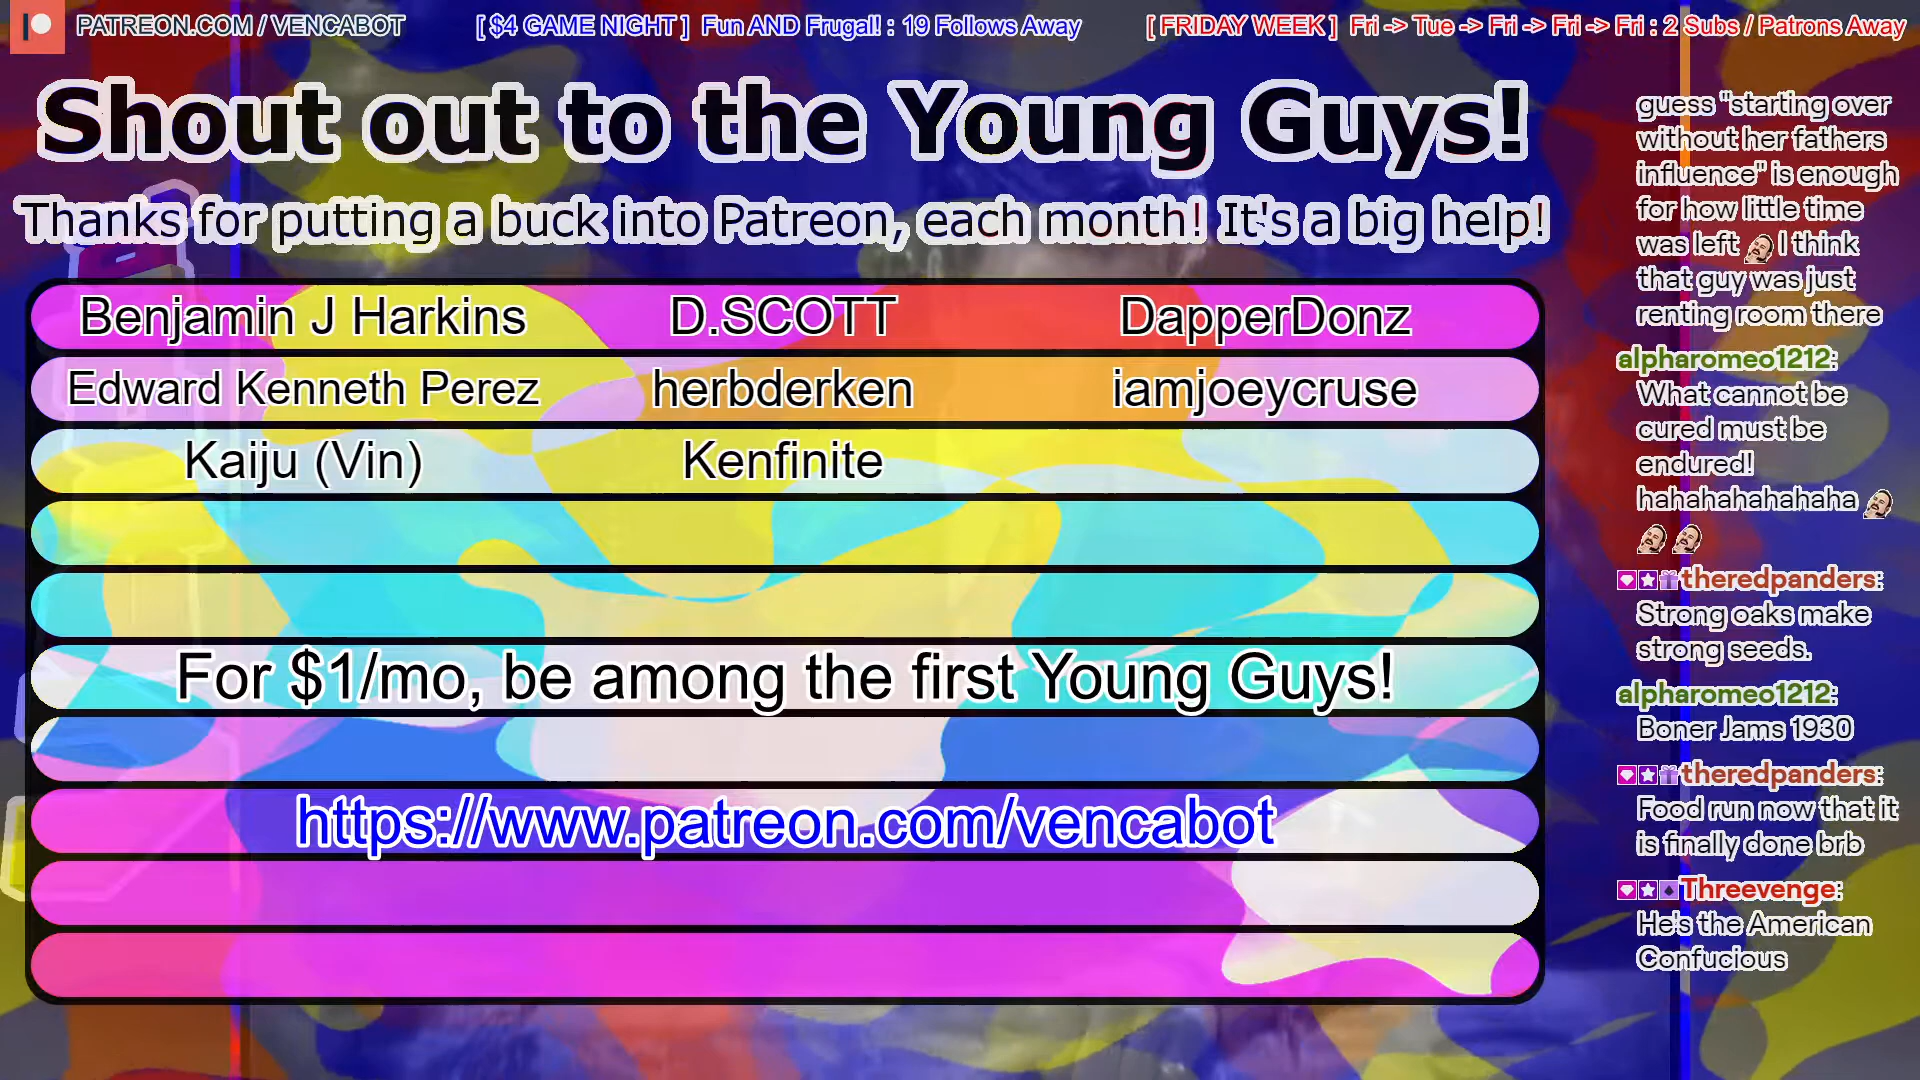 PATREON.COM / VENCABOT
[ $4 GAME NIGHT ]  Fun AND Frugal! : 19 Follows Away
[ FRIDAY WEEK ]  Fri -> Tue -> Fri -> Fri -> Fri : 2 Subs / Patrons Away
Shout out to the Young Guys!
Thanks for putting a buck into Patreon, each month! It's a big help!
Benjamin J Harkins
D.SCOTT
DapperDonz
Edward Kenneth Perez
herbderken
iamjoeycruse
Kaiju (Vin)
Kenfinite
For $1/mo, be among the first Young Guys!
https://www.patreon.com/vencabot
guess "starting over
without her fathers
influence" is enough
for how little time
was left I think
that guy was just
renting room there
alpharomeo1212:
What cannot be
cured must be
endured!
hahahahahahaha
theredpanders:
Strong oaks make
strong seeds.
alpharomeo1212:
Boner Jams 1930
theredpanders:
Food run now that it
is finally done brb
Threevenge:
He's the American
Confucious